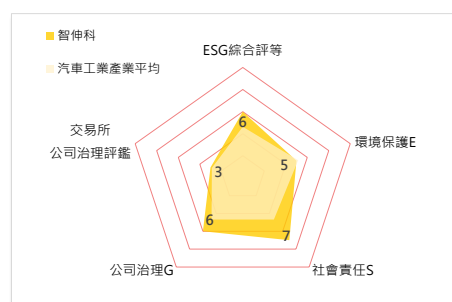 智伸科
汽車工業產業平均
ESG綜合評等
交易所
公司治理評鑑
環境保護E
社會責任S
公司治理G
6
5
7
6
3